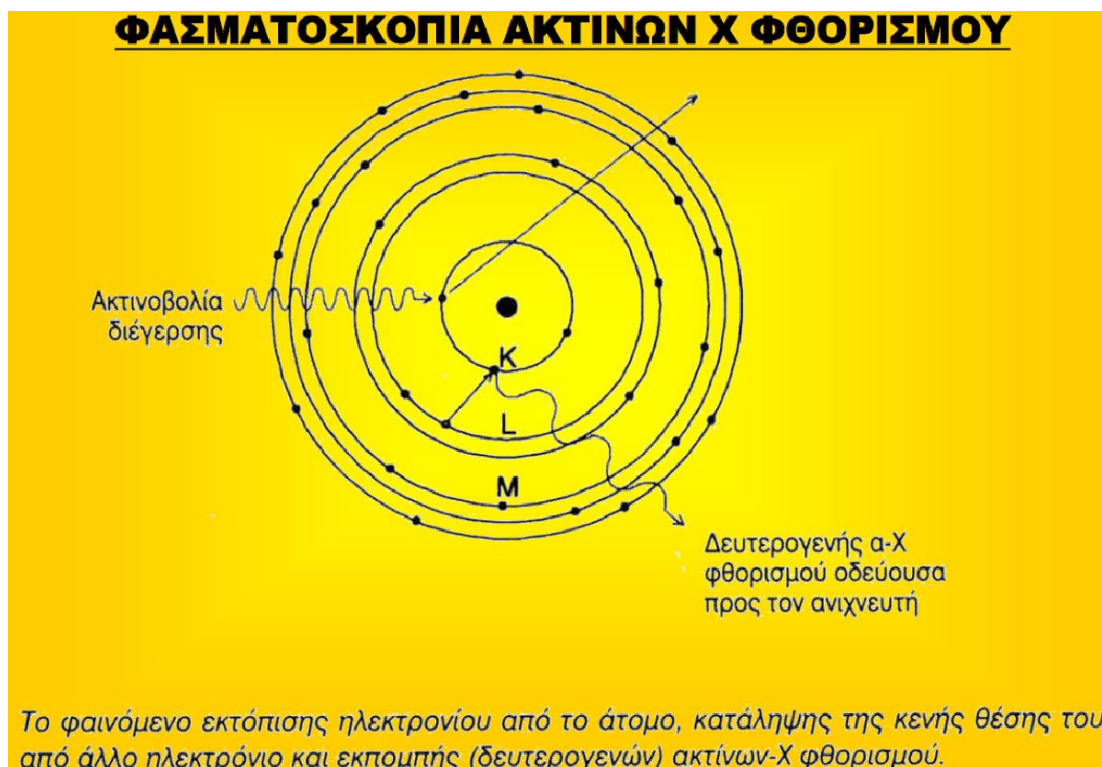 ΦΑΣΜΑΤΟΣΚΟΠΙΑ ΑΚΤΙΝΩΝ Χ ΦΘΟΡΙΣΜΟΥ
Ακτινοβολία
διέγερσης
K
L
M
Δευτερογενής α-Χ
φθορισμού οδεύουσα
προς τον ανιχνευτή
Το φαινόμενο εκτόπισης ηλεκτρονίου από το άτομο, κατάληψης της κενής θέσης του
από άλλο ηλεκτρόνιο και εκπομπής (δευτερογενών) ακτίνων-Χ φθορισμού.